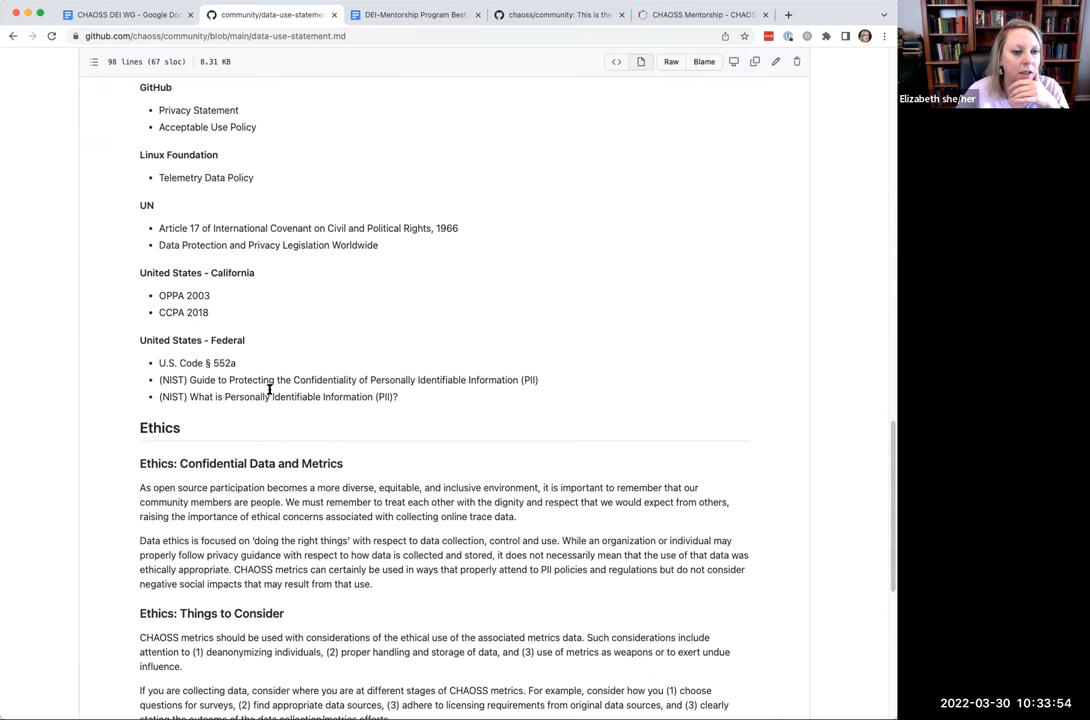 CHAOSS DEI WG - Google Doc
community/data-use-statemen
DEI-Mentorship Program Best
chaoss/community: This is the
CHAOSS Mentorship - CHAOS
github.com/chaoss/community/blob/main/data-use-statement.md
98 lines (67 sloc) 8.31 KB
Raw
Blame
Elizabeth she/her
GitHub
• Privacy Statement
• Acceptable Use Policy
Linux Foundation
• Telemetry Data Policy
UN
• Article 17 of International Covenant on Civil and Political Rights, 1966
• Data Protection and Privacy Legislation Worldwide
United States - California
• OPPA 2003
• CCPA 2018
United States - Federal
• U.S. Code § 552a
• (NIST) Guide to Protecting the Confidentiality of Personally Identifiable Information (PII)
• (NIST) What is Personally Identifiable Information (PII)?
Ethics
Ethics: Confidential Data and Metrics
As open source participation becomes a more diverse, equitable, and inclusive environment, it is important to remember that our
community members are people. We must remember to treat each other with the dignity and respect that we would expect from others,
raising the importance of ethical concerns associated with collecting online trace data.
Data ethics is focused on ‘doing the right things’ with respect to data collection, control and use. While an organization or individual may
properly follow privacy guidance with respect to how data is collected and stored, it does not necessarily mean that the use of that data was
ethically appropriate. CHAOSS metrics can certainly be used in ways that properly attend to PII policies and regulations but do not consider
negative social impacts that may result from that use.
Ethics: Things to Consider
CHAOSS metrics should be used with considerations of the ethical use of the associated metrics data. Such considerations include
attention to (1) deanonymizing individuals, (2) proper handling and storage of data, and (3) use of metrics as weapons or to exert undue
influence.
If you are collecting data, consider where you are at different stages of CHAOSS metrics. For example, consider how you (1) choose
questions for surveys, (2) find appropriate data sources, (3) adhere to licensing requirements from original data sources, and (3) clearly
stating the outcome of the data collection/metrics efforts.
2022-03-30 10:33:54